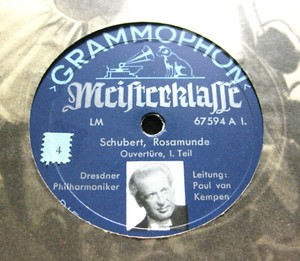 ›GRAMMOPHON‹
Meisterklasse
LM 67594 A I.
Schubert, Rosamunde
Ouvertüre, I. Teil
4
Dresdner Leitung:
Philharmoniker Paul van
Kempen